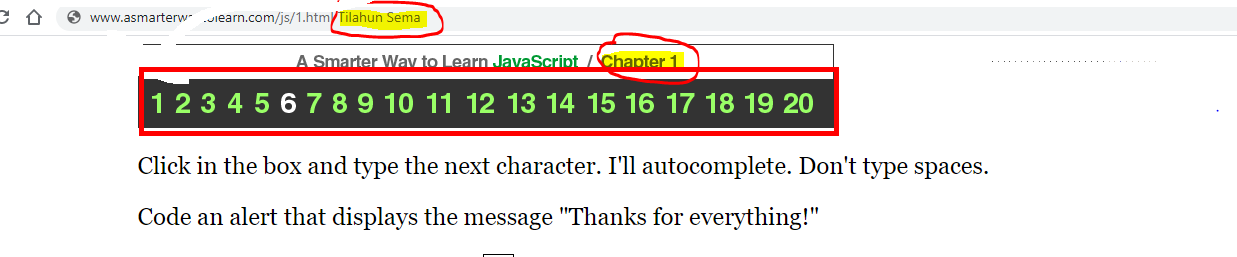 www.asmarterwaytolearn.com/js/1.html/Tilahun Sema
A Smarter Way to Learn JavaScript / Chapter 1
1 2 3 4 5 6 7 8 9 10 11 12 13 14 15 16 17 18 19 20
Click in the box and type the next character. I'll autocomplete. Don't type spaces.
Code an alert that displays the message "Thanks for everything!"